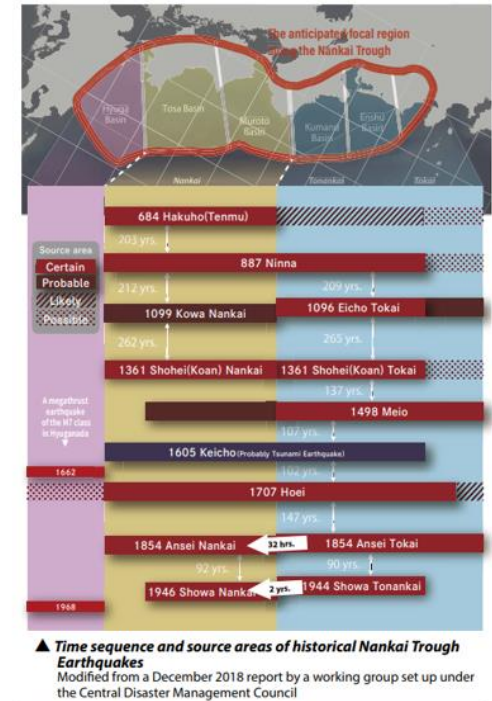 The anticipated focal region
along the Nankai Trough
Hyuga
Basin
Tosa Basin
Muroto
Basin
Kumano
Basin
Enshu
Basin
Nankai
Tonankai
Tokai
684 Hakuho(Tenmu)
203 yrs.
Source area
Certain
Probable
Likely
Possible
887 Ninna
212 yrs.
209 yrs.
1099 Kowa Nankai
1096 Eicho Tokai
262 yrs.
265 yrs.
1361 Shohei(Koan) Nankai
1361 Shohei(Koan) Tokai
137 yrs.
A megathrust
earthquake
of the M7 class
in Hyuganada
1498 Meio
107 yrs.
1605 Keicho(Probably Tsunami Earthquake)
102 yrs.
1662
1707 Hoei
147 yrs.
1854 Ansei Nankai
32 hrs.
1854 Ansei Tokai
92 yrs.
90 yrs.
1946 Showa Nankai
2 yrs.
1944 Showa Tonankai
1968
▲ Time sequence and source areas of historical Nankai Trough
Earthquakes
Modified from a December 2018 report by a working group set up under
the Central Disaster Management Council